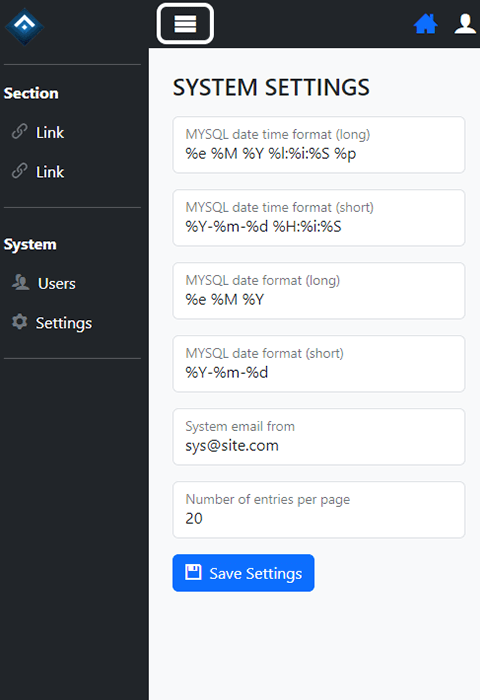 Section
Link
Link
System
Users
Settings
SYSTEM SETTINGS
MYSQL date time format (long)
%e %M %Y %l:%i:%S %p
MYSQL date time format (short)
%Y-%m-%d %H:%i:%S
MYSQL date format (long)
%e %M %Y
MYSQL date format (short)
%Y-%m-%d
System email from
sys@site.com
Number of entries per page
20
Save Settings